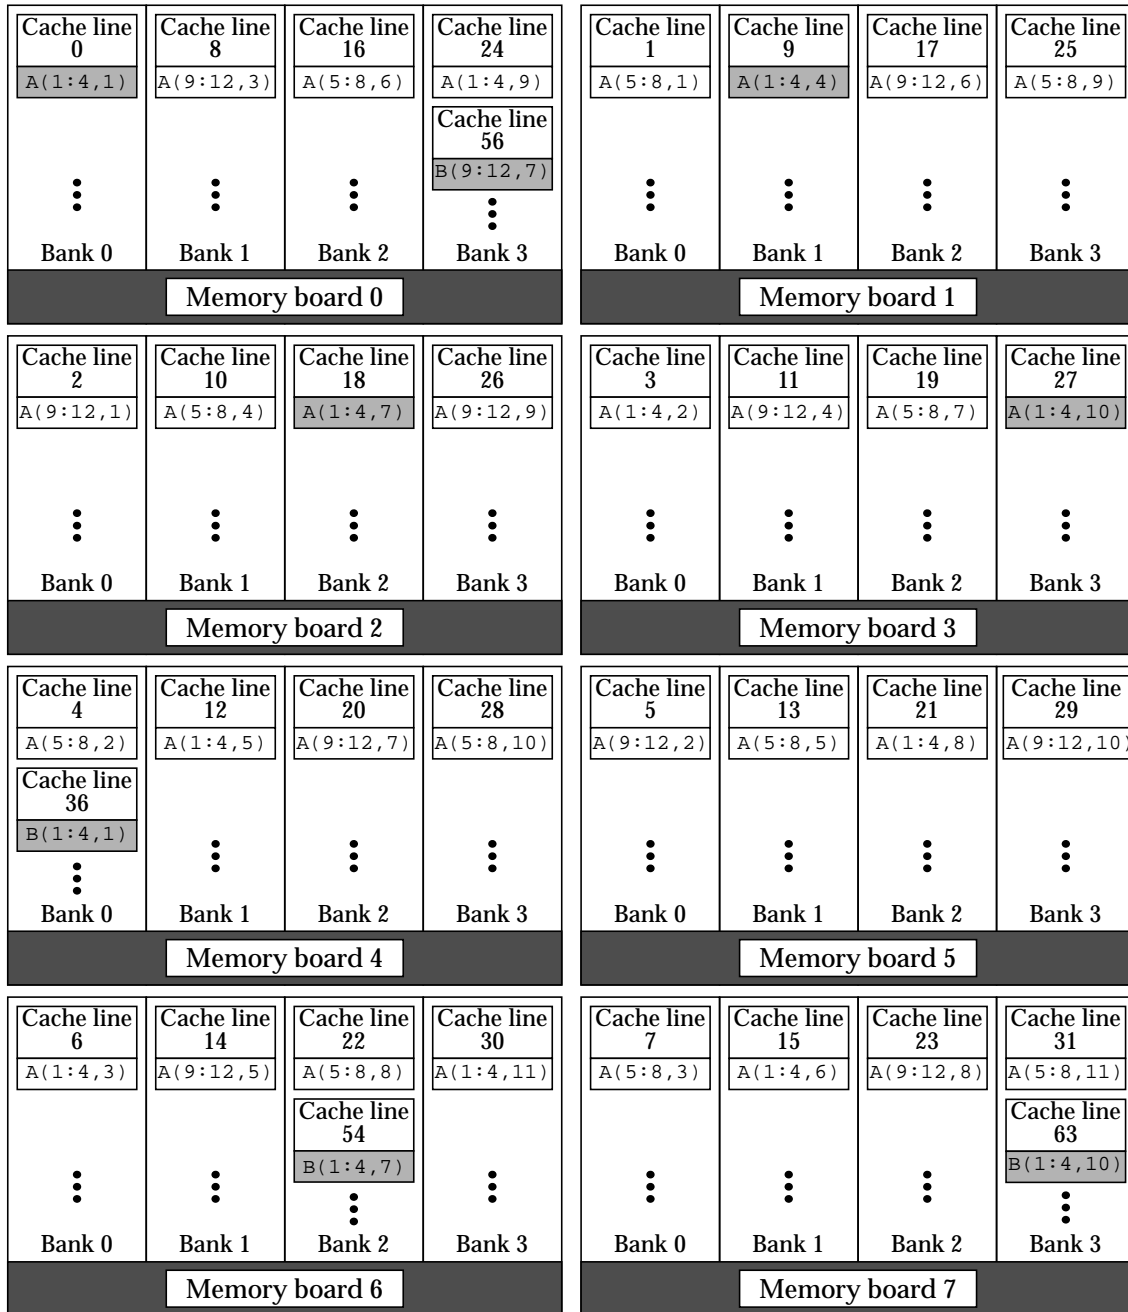 Cache line 0
A(1:4,1)
Cache line 8
A(9:12,3)
Cache line 16
A(5:8,6)
Cache line 24
A(1:4,9)
Cache line 56
B(9:12,7)
Bank 0
Bank 1
Bank 2
Bank 3
Memory board 0
Cache line 1
A(5:8,1)
Cache line 9
A(1:4,4)
Cache line 17
A(9:12,6)
Cache line 25
A(5:8,9)
Bank 0
Bank 1
Bank 2
Bank 3
Memory board 1
Cache line 2
A(9:12,1)
Cache line 10
A(5:8,4)
Cache line 18
A(1:4,7)
Cache line 26
A(9:12,9)
Bank 0
Bank 1
Bank 2
Bank 3
Memory board 2
Cache line 3
A(1:4,2)
Cache line 11
A(9:12,4)
Cache line 19
A(5:8,7)
Cache line 27
A(1:4,10)
Bank 0
Bank 1
Bank 2
Bank 3
Memory board 3
Cache line 4
A(5:8,2)
Cache line 36
B(1:4,1)
Cache line 12
A(1:4,5)
Cache line 20
A(9:12,7)
Cache line 28
A(5:8,10)
Bank 0
Bank 1
Bank 2
Bank 3
Memory board 4
Cache line 5
A(9:12,2)
Cache line 13
A(5:8,5)
Cache line 21
A(1:4,8)
Cache line 29
A(9:12,10)
Bank 0
Bank 1
Bank 2
Bank 3
Memory board 5
Cache line 6
A(1:4,3)
Cache line 14
A(9:12,5)
Cache line 22
A(5:8,8)
Cache line 54
B(1:4,7)
Cache line 30
A(1:4,11)
Bank 0
Bank 1
Bank 2
Bank 3
Memory board 6
Cache line 7
A(5:8,3)
Cache line 15
A(1:4,6)
Cache line 23
A(9:12,8)
Cache line 31
A(5:8,11)
Cache line 63
B(1:4,10)
Bank 0
Bank 1
Bank 2
Bank 3
Memory board 7